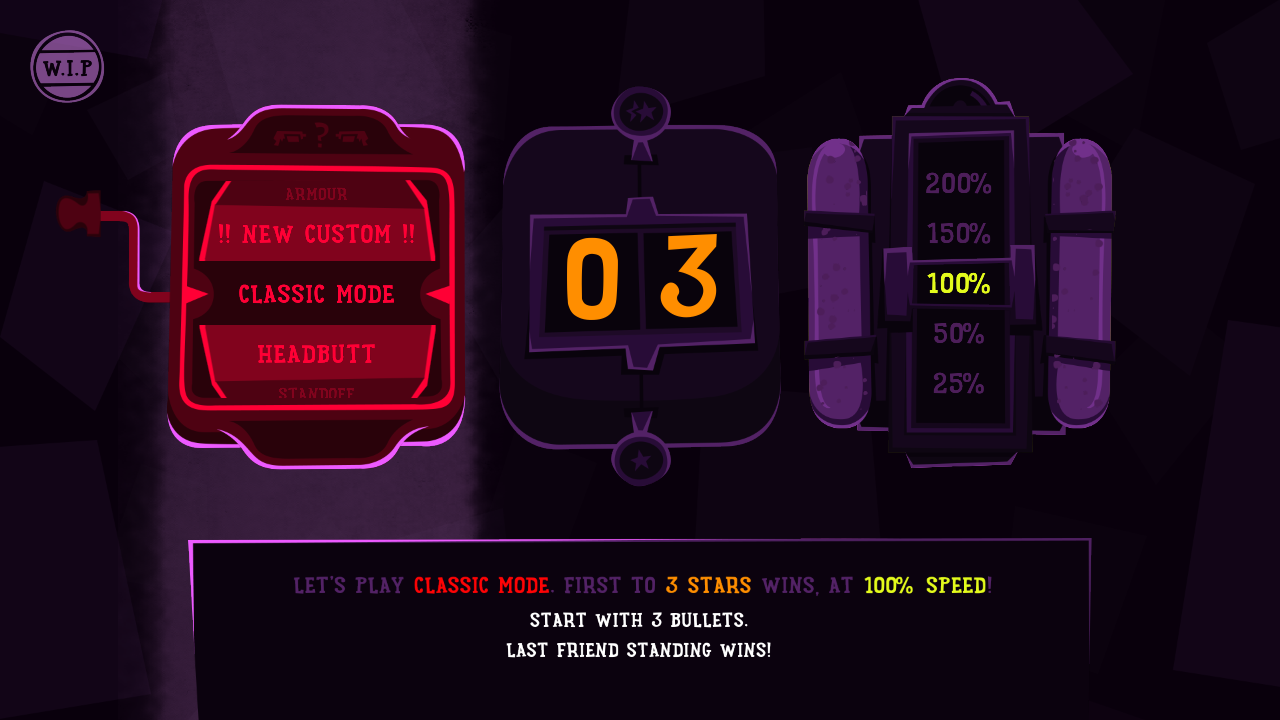 W.I.P
?
ARMOUR
!! NEW CUSTOM !!
CLASSIC MODE
HEADBUTT
STANDOFF
03
200%
150%
100%
50%
25%
LET'S PLAY CLASSIC MODE. FIRST TO 3 STARS WINS, AT 100% SPEED!
START WITH 3 BULLETS.
LAST FRIEND STANDING WINS!